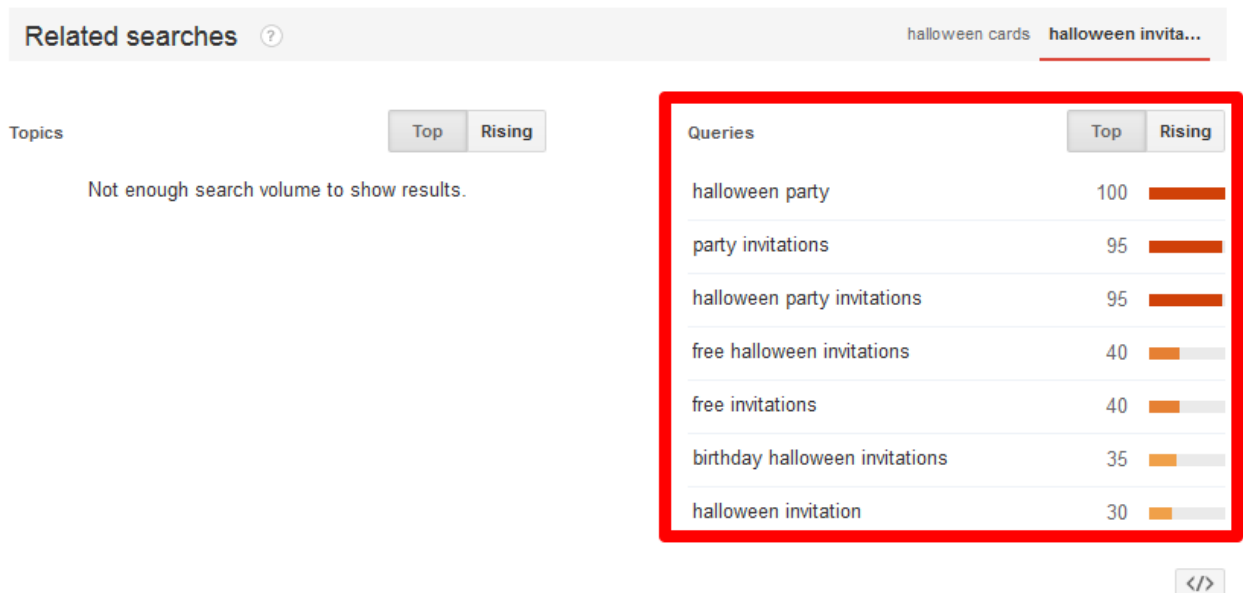 Related searches ?
halloween cards halloween invita...
Topics
Top Rising
Not enough search volume to show results.
Queries
Top Rising
halloween party 100
party invitations 95
halloween party invitations 95
free halloween invitations 40
free invitations 40
birthday halloween invitations 35
halloween invitation 30
</>